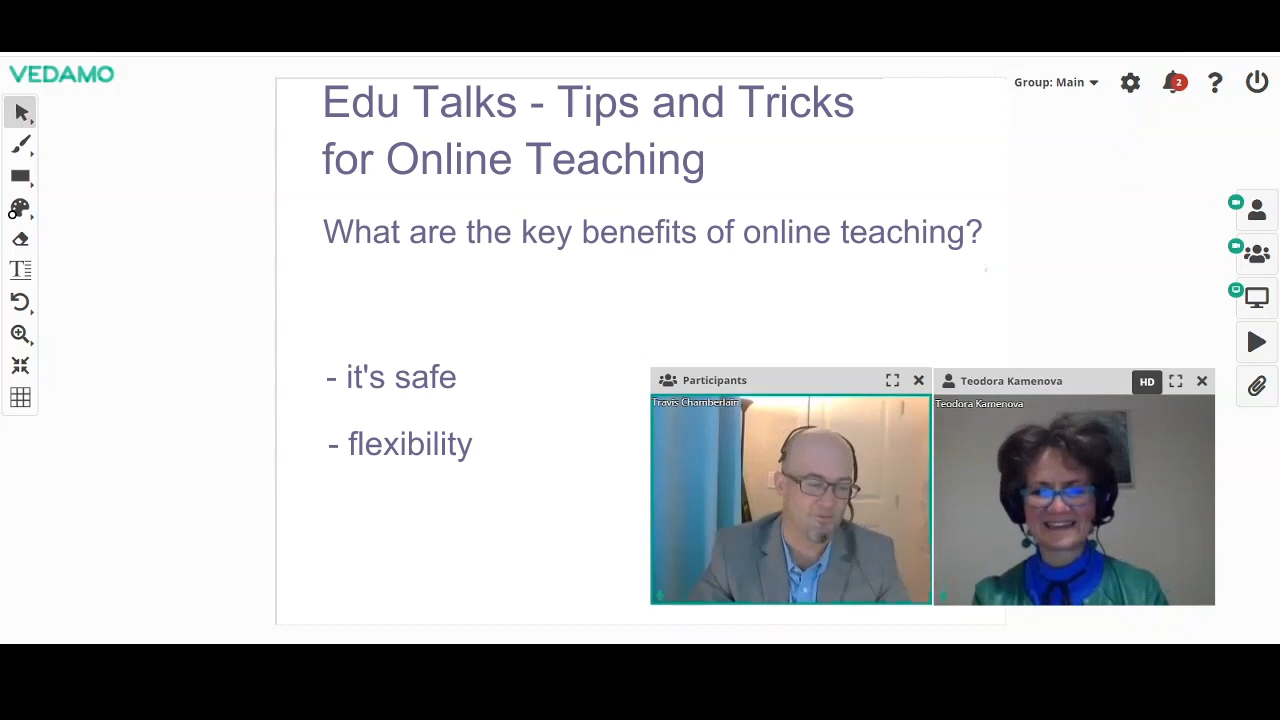 VEDAMO
Group: Main
2
Edu Talks - Tips and Tricks
for Online Teaching
What are the key benefits of online teaching?
- it's safe
- flexibility
Participants
Teodora Kamenova
HD
Travis Chamberlain
Teodora Kamenova
T